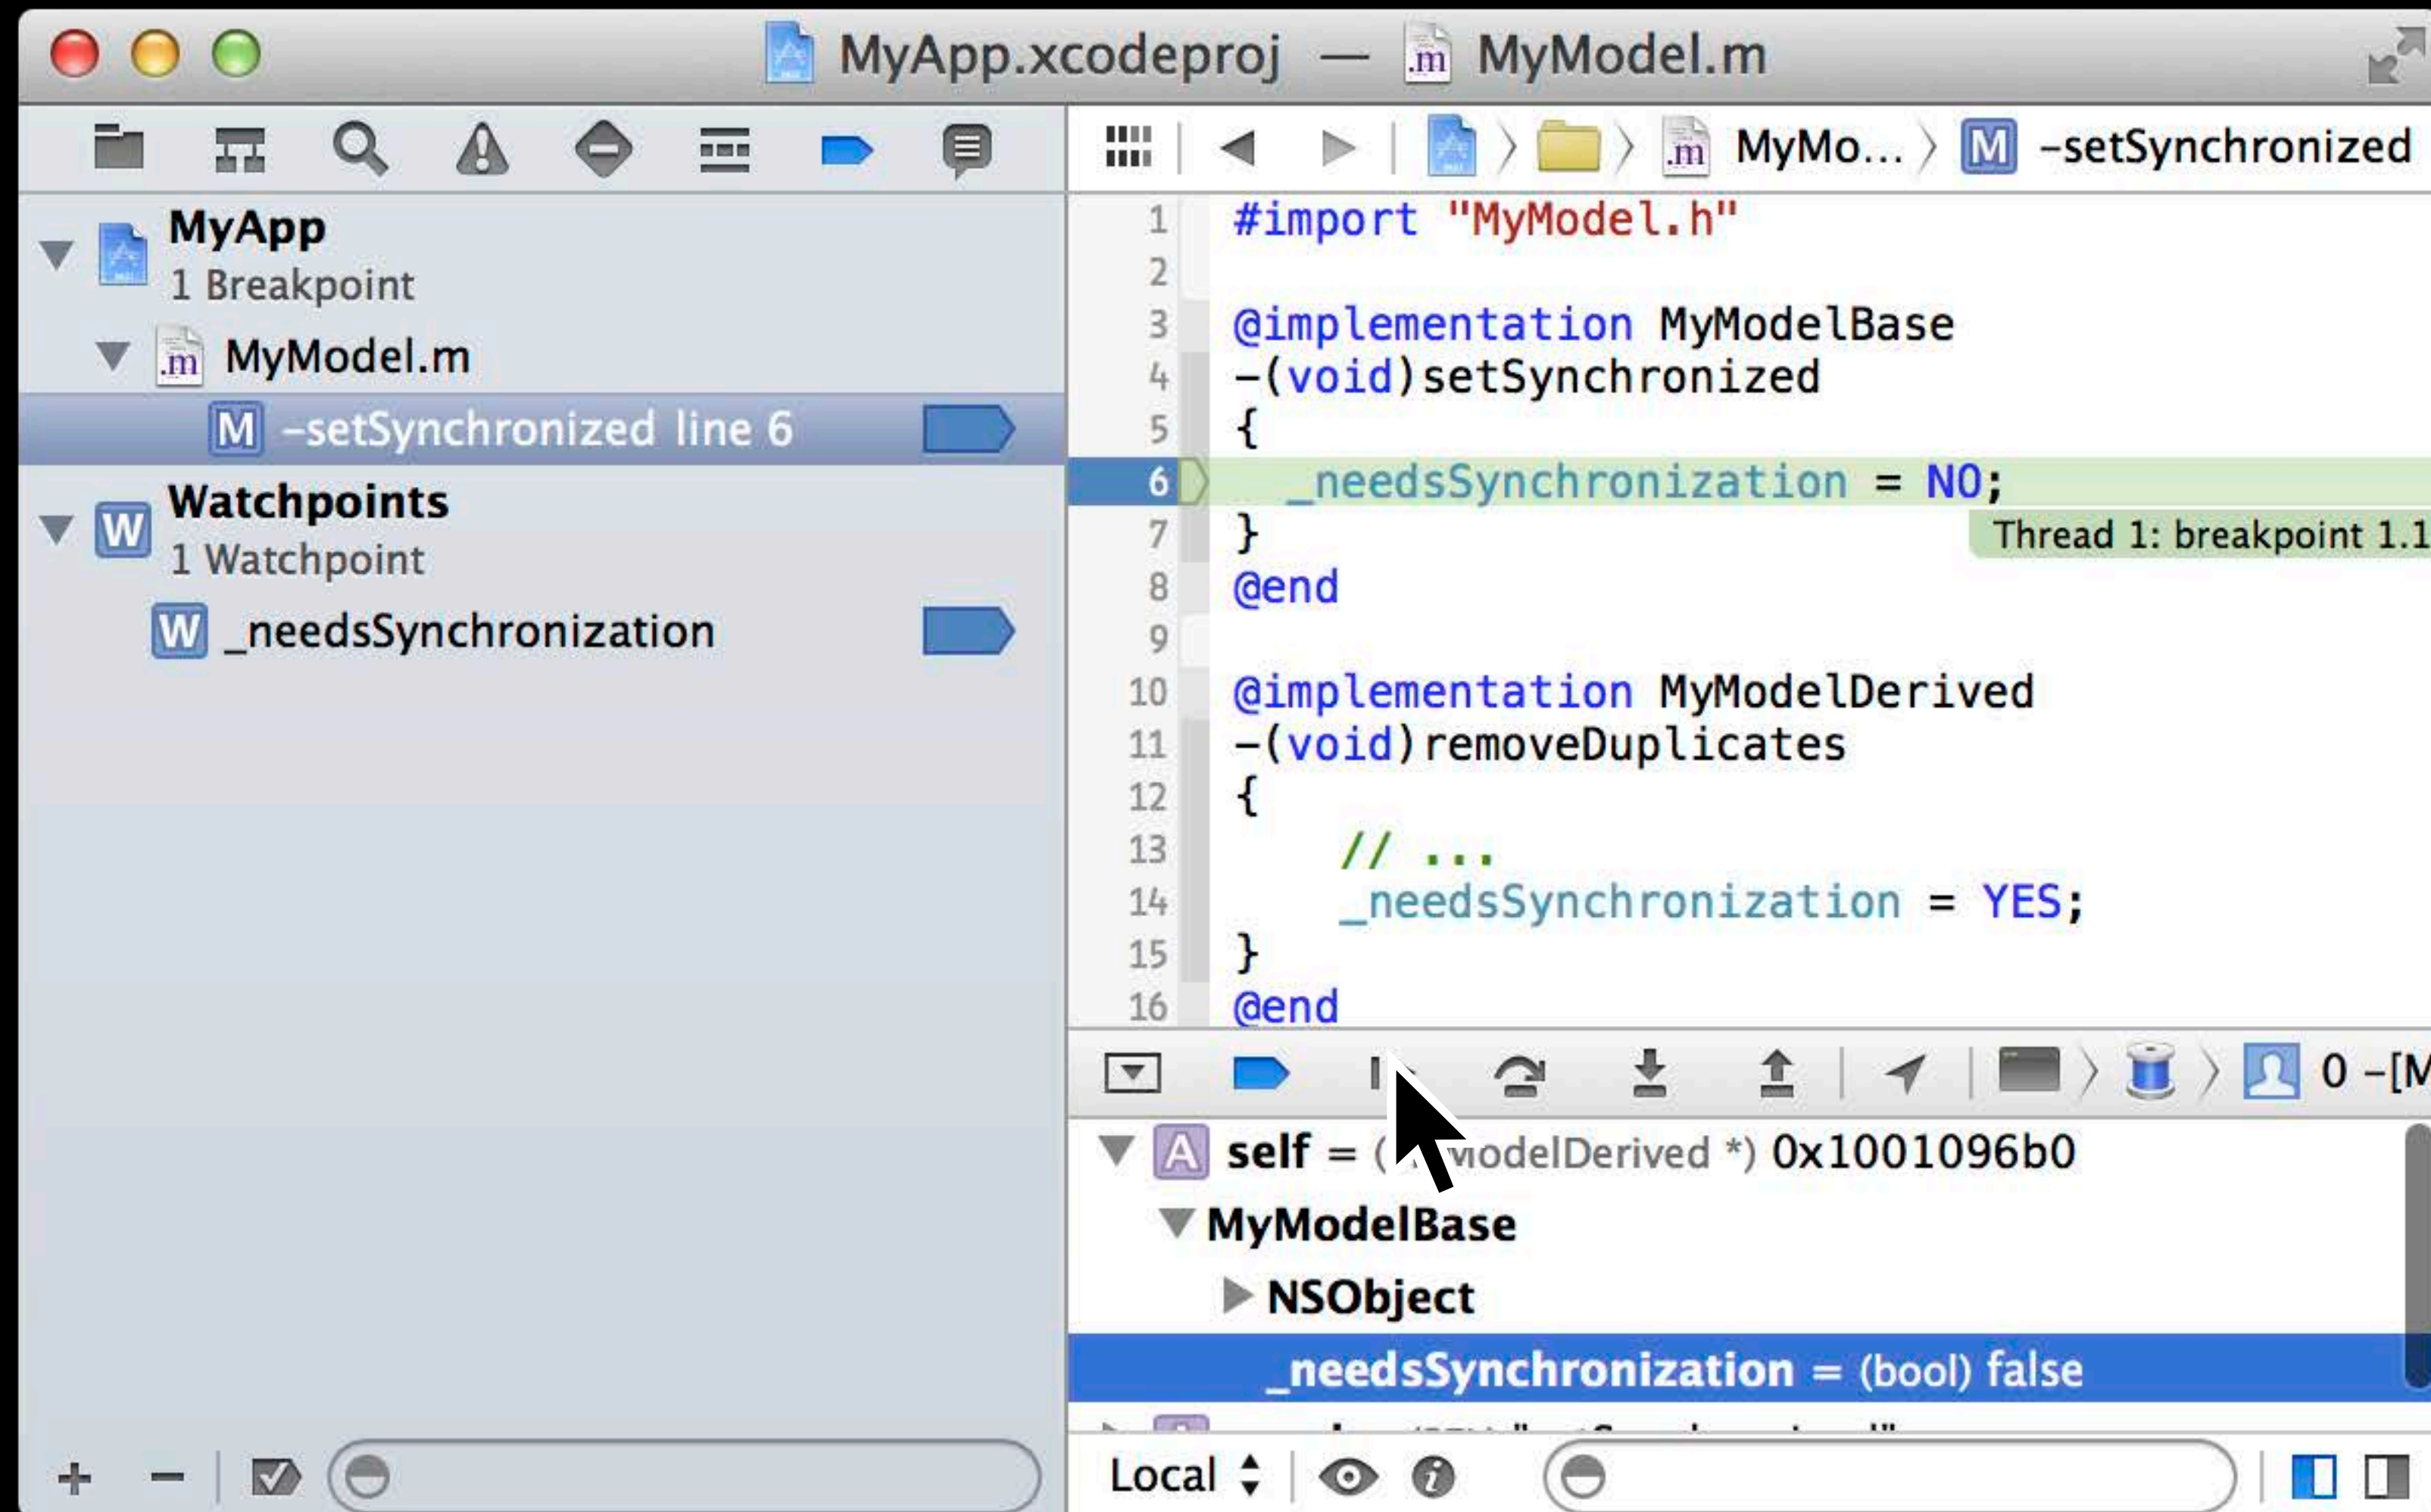 MyApp.xcodeproj — MyModel.m
MyMo... -setSynchronized
MyApp
1 Breakpoint
MyModel.m
M -setSynchronized line 6
W Watchpoints
1 Watchpoint
W _needsSynchronization
1 #import "MyModel.h"
2
3 @implementation MyModelBase
4 -(void)setSynchronized
5 {
6 _needsSynchronization = NO;
7 }
Thread 1: breakpoint 1.1
8 @end
9
10 @implementation MyModelDerived
11 -(void)removeDuplicates
12 {
13 // ...
14 _needsSynchronization = YES;
15 }
16 @end
0 -[M
A self = ( ModelDerived *) 0x1001096b0
MyModelBase
NSObject
_needsSynchronization = (bool) false
Local